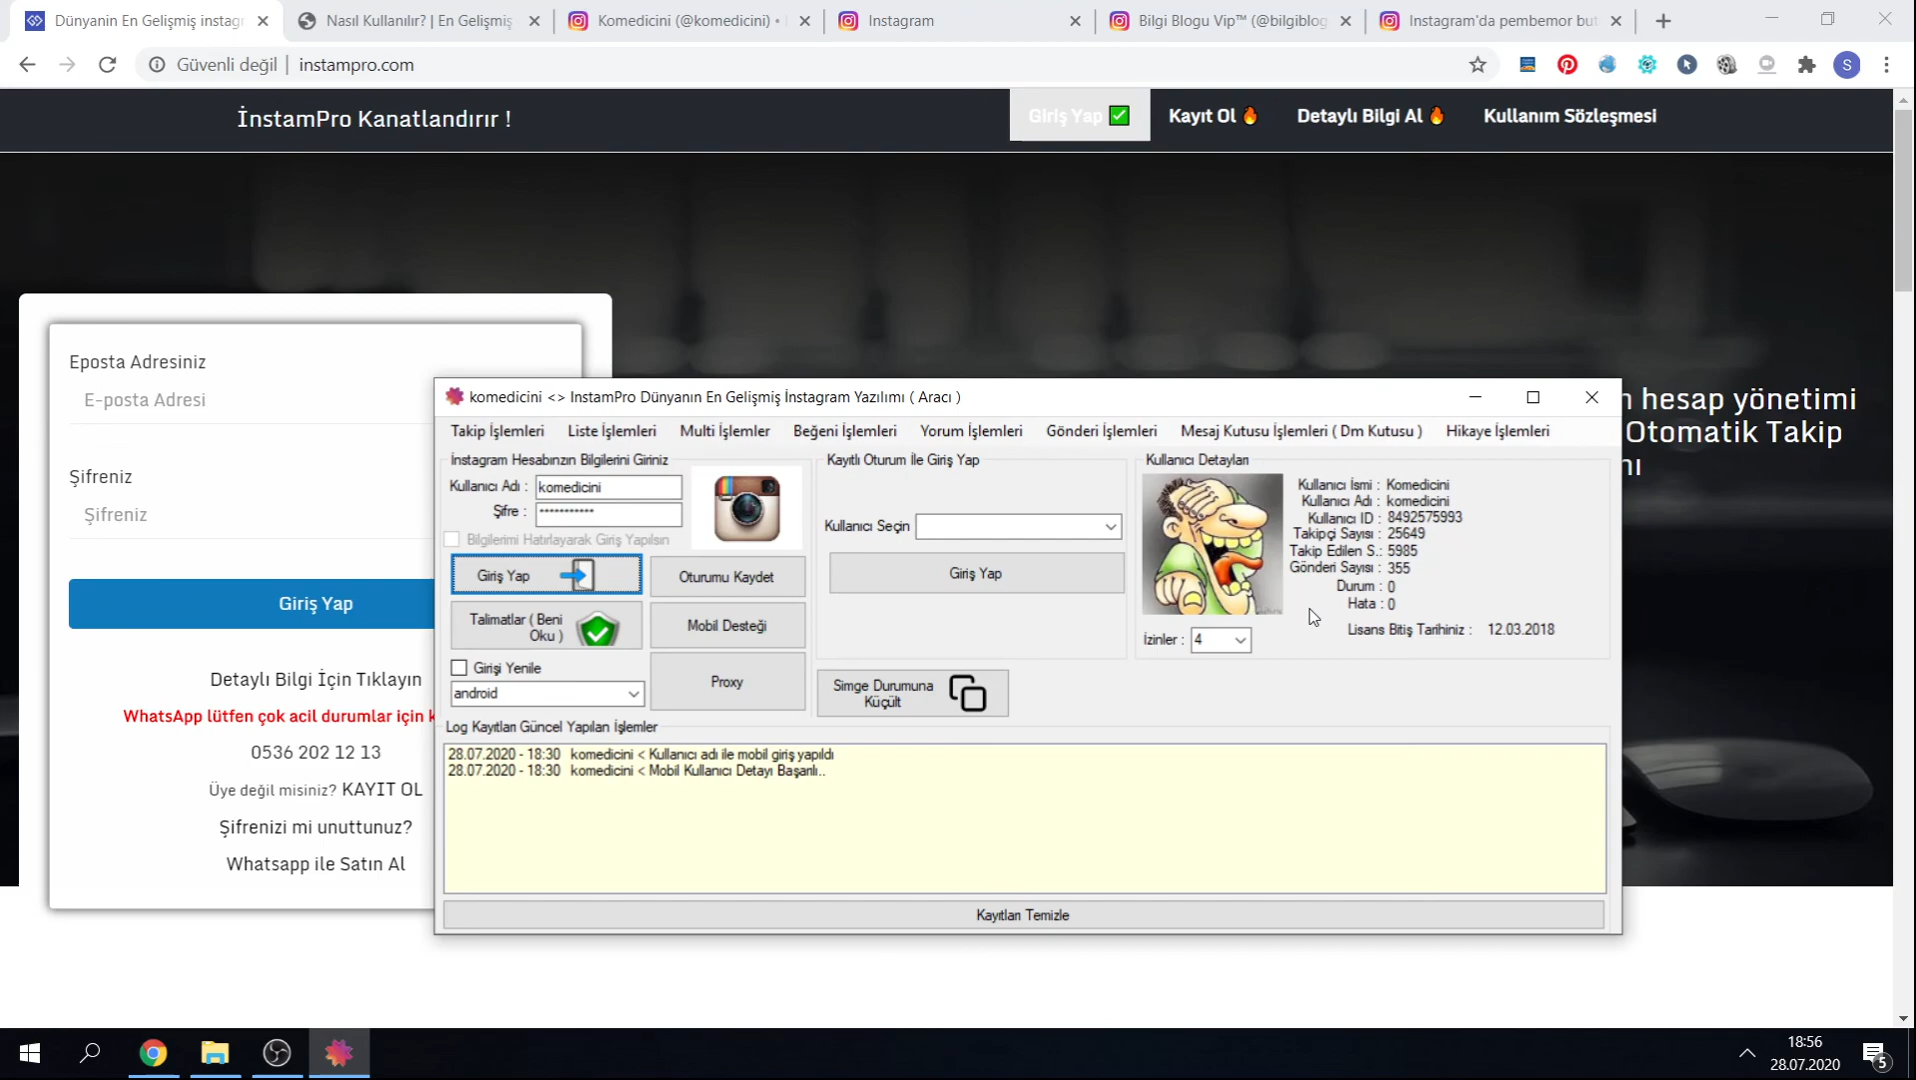 Dünyanin En Gelişmiş instag
Nasıl Kullanılır? | En Gelişmiş
Komedicini (@komedicini) •
Instagram
Bilgi Blogu Vip™ (@bilgiblog
Instagram'da pembemor but
Güvenli değil | instampro.com
S
İnstamPro Kanatlandırır !
Giriş Yap ✅
Kayıt Ol 🔥
Detaylı Bilgi Al 🔥
Kullanım Sözleşmesi
Eposta Adresiniz
E-posta Adresi
Şifreniz
Şifreniz
Giriş Yap
Detaylı Bilgi İçin Tıklayın
WhatsApp lütfen çok acil durumlar için k
0536 202 12 13
Üye değil misiniz? KAYIT OL
Şifrenizi mi unuttunuz?
Whatsapp ile Satın Al
hesap yönetimi
Otomatik Takip
komedicini <> InstamPro Dünyanın En Gelişmiş İnstagram Yazılımı ( Aracı )
Takip İşlemleri
Liste İşlemleri
Multi İşlemler
Beğeni İşlemleri
Yorum İşlemleri
Gönderi İşlemleri
Mesaj Kutusu İşlemleri ( Dm Kutusu )
Hikaye İşlemleri
İnstagram Hesabınzın Bilgilerini Giriniz
Kullanıcı Adı : komedicini
Şifre : ***********
Bilgilerimi Hatırlayarak Giriş Yapılsın
Giriş Yap
Oturumu Kaydet
Talimatlar ( Beni
Oku )
Mobil Desteği
Girişi Yenile
android
Proxy
Kayıtlı Oturum İle Giriş Yap
Kullanıcı Seçin
Giriş Yap
Simge Durumuna
Küçült
Kullanıcı Detayları
Kullanıcı İsmi : Komedicini
Kullanıcı Adı : komedicini
Kullanıcı ID : 8492575993
Takipçi Sayısı : 25649
Takip Edilen S.: 5985
Gönderi Sayısı : 355
Durum : 0
Hata : 0
Lisans Bitiş Tarihiniz : 12.03.2018
İzinler : 4
Log Kayıtları Güncel Yapılan İşlemler
28.07.2020 - 18:30 komedicini < Kullanıcı adı ile mobil giriş yapıldı
28.07.2020 - 18:30 komedicini < Mobil Kullanıcı Detayı Başarılı..
Kayıtları Temizle
18:56
28.07.2020
5